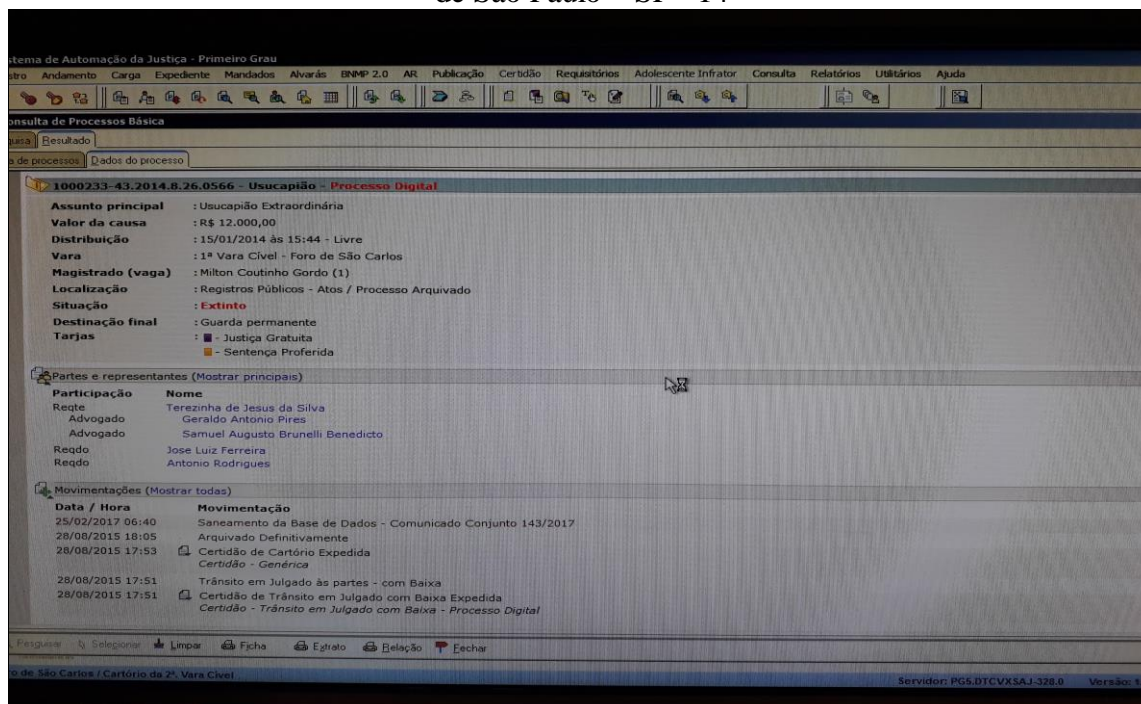 de São Paulo – SP – 14
stema de Automação da Justiça - Primeiro Grau
stro Andamento Carga Expediente Mandados Alvarás BNMP 2.0 AR Publicação Certidão Requisitórios Adolescente Infrator Consulta Relatórios Utilitários Ajuda
onsulta de Processos Básica
quisa Resultado
a de processos Dados do processo
1000233-43.2014.8.26.0566 - Usucapião - Processo Digital
Assunto principal : Usucapião Extraordinária
Valor da causa : R$ 12.000,00
Distribuição : 15/01/2014 às 15:44 - Livre
Vara : 1ª Vara Cível - Foro de São Carlos
Magistrado (vaga) : Milton Coutinho Gordo (1)
Localização : Registros Públicos - Atos / Processo Arquivado
Situação : Extinto
Destinação final : Guarda permanente
Tarjas : - Justiça Gratuita
- Sentença Proferida
Partes e representantes (Mostrar principais)
Participação Nome
Reqte Terezinha de Jesus da Silva
Advogado Geraldo Antonio Pires
Advogado Samuel Augusto Brunelli Benedicto
Reqdo Jose Luiz Ferreira
Reqdo Antonio Rodrigues
Movimentações (Mostrar todas)
Data / Hora Movimentação
25/02/2017 06:40 Saneamento da Base de Dados - Comunicado Conjunto 143/2017
28/08/2015 18:05 Arquivado Definitivamente
28/08/2015 17:53 Certidão de Cartório Expedida
Certidão - Genérica
28/08/2015 17:51 Trânsito em Julgado às partes - com Baixa
28/08/2015 17:51 Certidão de Trânsito em Julgado com Baixa Expedida
Certidão - Trânsito em Julgado com Baixa - Processo Digital
Pesquisar Selecionar Limpar Ficha Extrato Relação Fechar
o de São Carlos / Cartório da 2ª. Vara Cível Servidor: PG5.DTCVXSAJ-328.0 Versão: 1